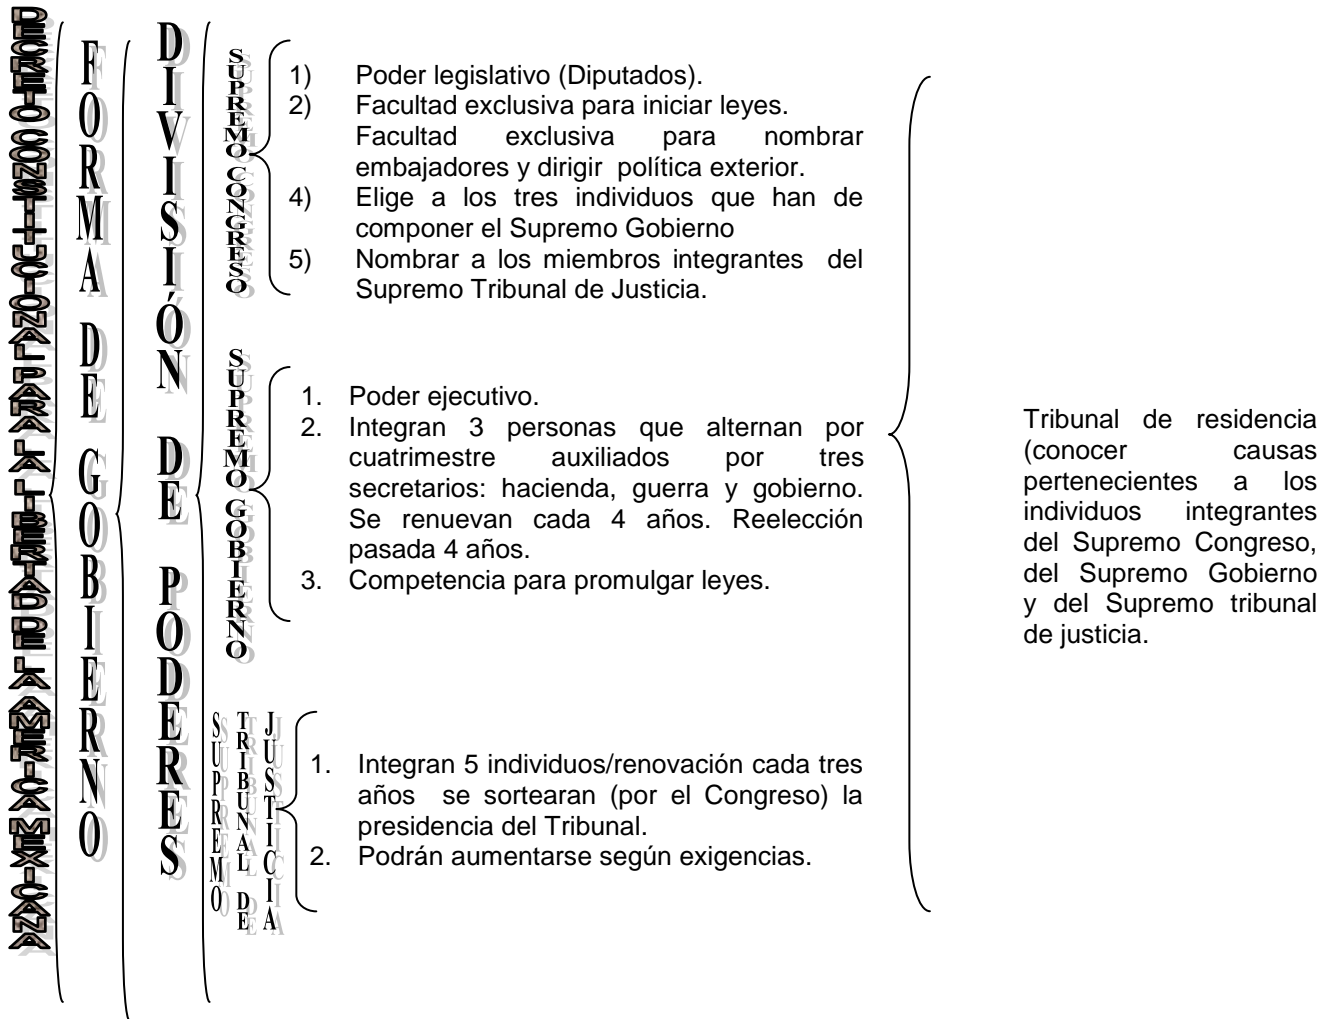 DECRETO CONSTITUCIONAL PARA LA LIBERTAD DE LA AMERICA MEXICANA
FORMA DE GOBIERNO
DIVISIÓN DE PODERES
SUPREMO CONGRESO
1) Poder legislativo (Diputados).
2) Facultad exclusiva para iniciar leyes.
Facultad exclusiva para nombrar
embajadores y dirigir política exterior.
4) Elige a los tres individuos que han de
componer el Supremo Gobierno
5) Nombrar a los miembros integrantes del
Supremo Tribunal de Justicia.
SUPREMO GOBIERNO
1. Poder ejecutivo.
2. Integran 3 personas que alternan por
cuatrimestre auxiliados por tres
secretarios: hacienda, guerra y gobierno.
Se renuevan cada 4 años. Reelección
pasada 4 años.
3. Competencia para promulgar leyes.
SUPREMO
TRIBUNAL DE
JUSTICIA
1. Integran 5 individuos/renovación cada tres
años se sortearan (por el Congreso) la
presidencia del Tribunal.
2. Podrán aumentarse según exigencias.
Tribunal de residencia
(conocer causas
pertenecientes a los
individuos integrantes
del Supremo Congreso,
del Supremo Gobierno
y del Supremo tribunal
de justicia.